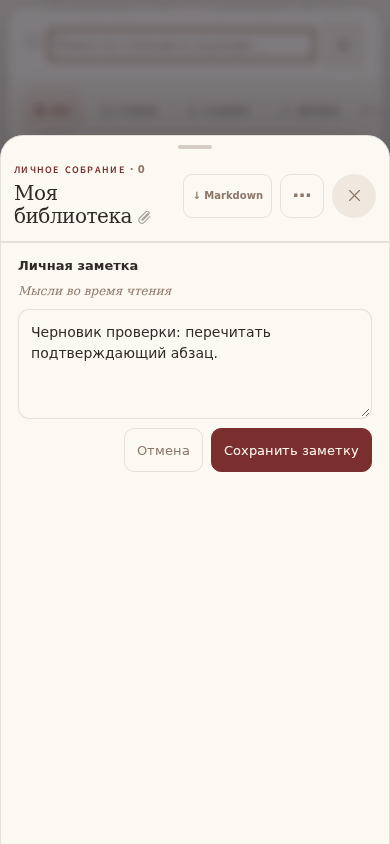 ЛИЧНОЕ СОБРАНИЕ · 0
Моя
библиотека
↓ Markdown
···
Личная заметка
Мысли во время чтения
Черновик проверки: перечитать
подтверждающий абзац.
Отмена
Сохранить заметку